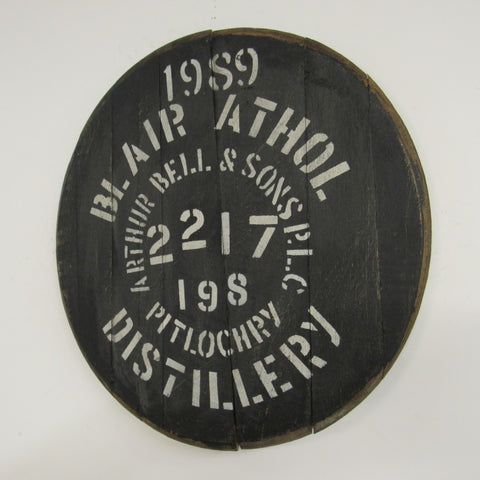 1989
BLAIR ATHOL
ARTHUR BELL & SONS P.L.C
2217
198
PITLOCHRY
DISTILLERY